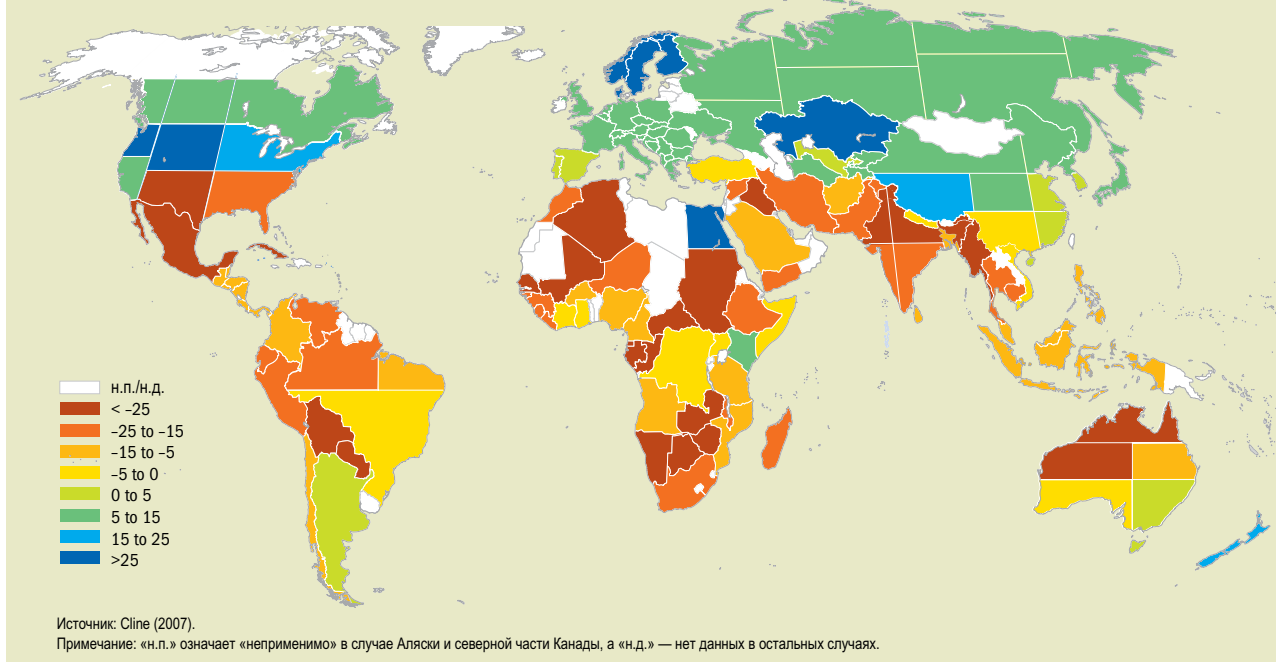 н.п./н.д.
< –25
–25 to –15
–15 to –5
–5 to 0
0 to 5
5 to 15
15 to 25
>25
Источник: Cline (2007).
Примечание: «н.п.» означает «неприменимо» в случае Аляски и северной части Канады, а «н.д.» — нет данных в остальных случаях.